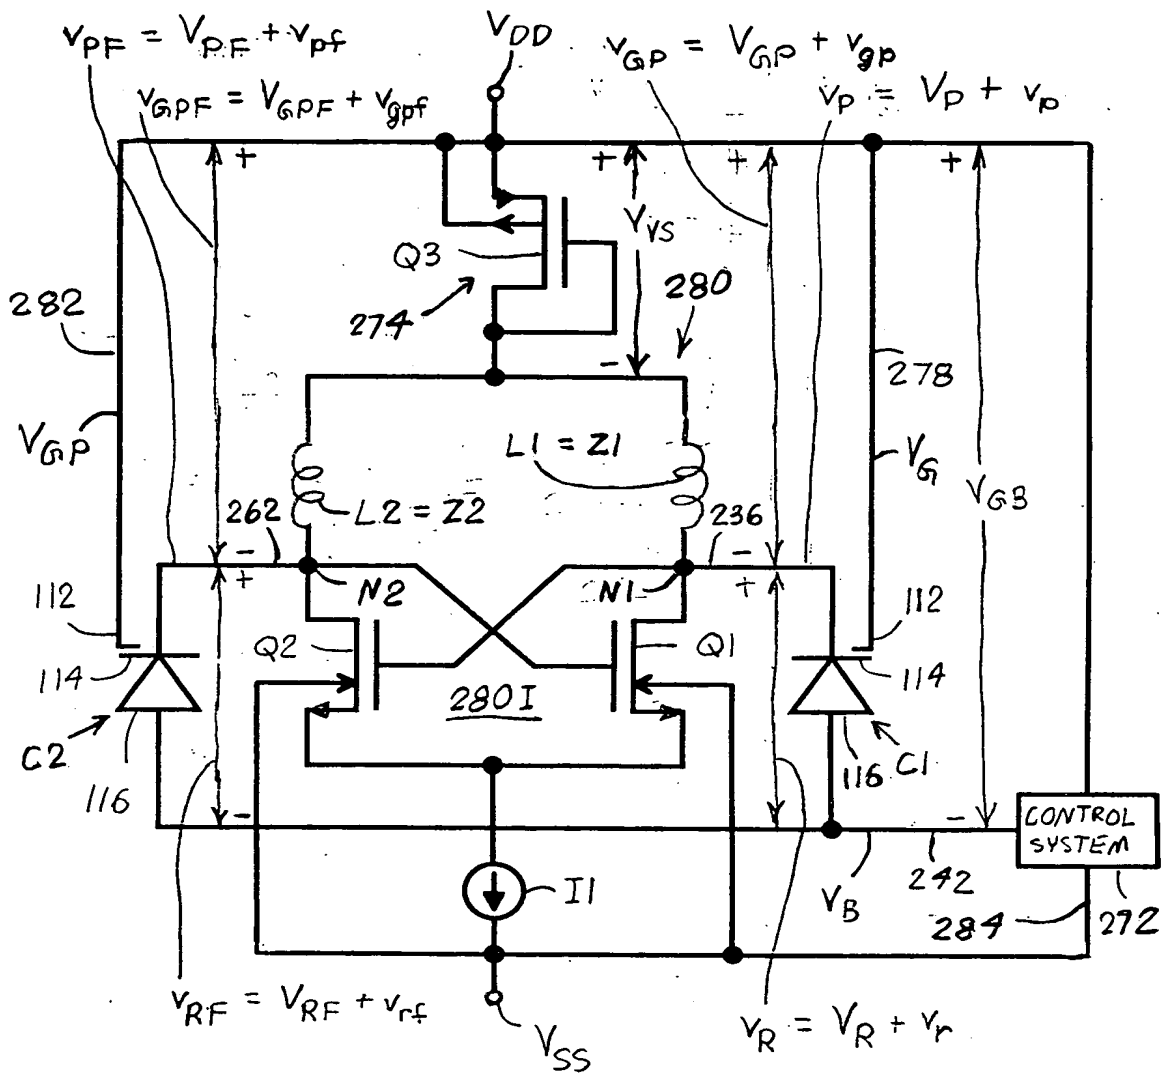 vPF = VPF + vpf
VDD
vGP = VGP + vgp
vGPF = VGPF + vgpf
vP = VP + vp
+
+
+
+
VVS
Q3
280
282
274
−
278
VGP
L1 = Z1
VG
VGB
L2 = Z2
262
236
−
−
+
+
112
N2
N1
112
Q2
Q1
114
114
280I
C2
116
116
C1
−
−
CONTROL
SYSTEM
I1
VB
242
284
292
vRF = VRF + vrf
vR = VR + vr
VSS